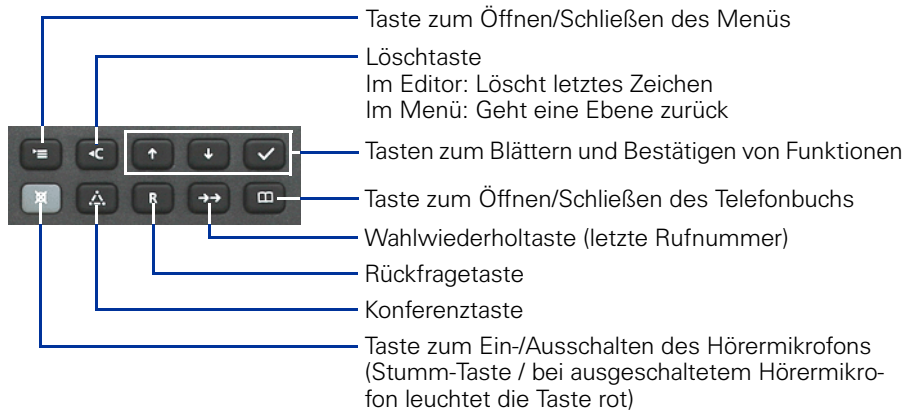 Taste zum Öffnen/Schließen des Menüs
Löschtaste
Im Editor: Löscht letztes Zeichen
Im Menü: Geht eine Ebene zurück
C
Tasten zum Blättern und Bestätigen von Funktionen
R
Taste zum Öffnen/Schließen des Telefonbuchs
Wahlwiederholtaste (letzte Rufnummer)
Rückfragetaste
Konferenztaste
Taste zum Ein-/Ausschalten des Hörermikrofons
(Stumm-Taste / bei ausgeschaltetem Hörermikro-
fon leuchtet die Taste rot)